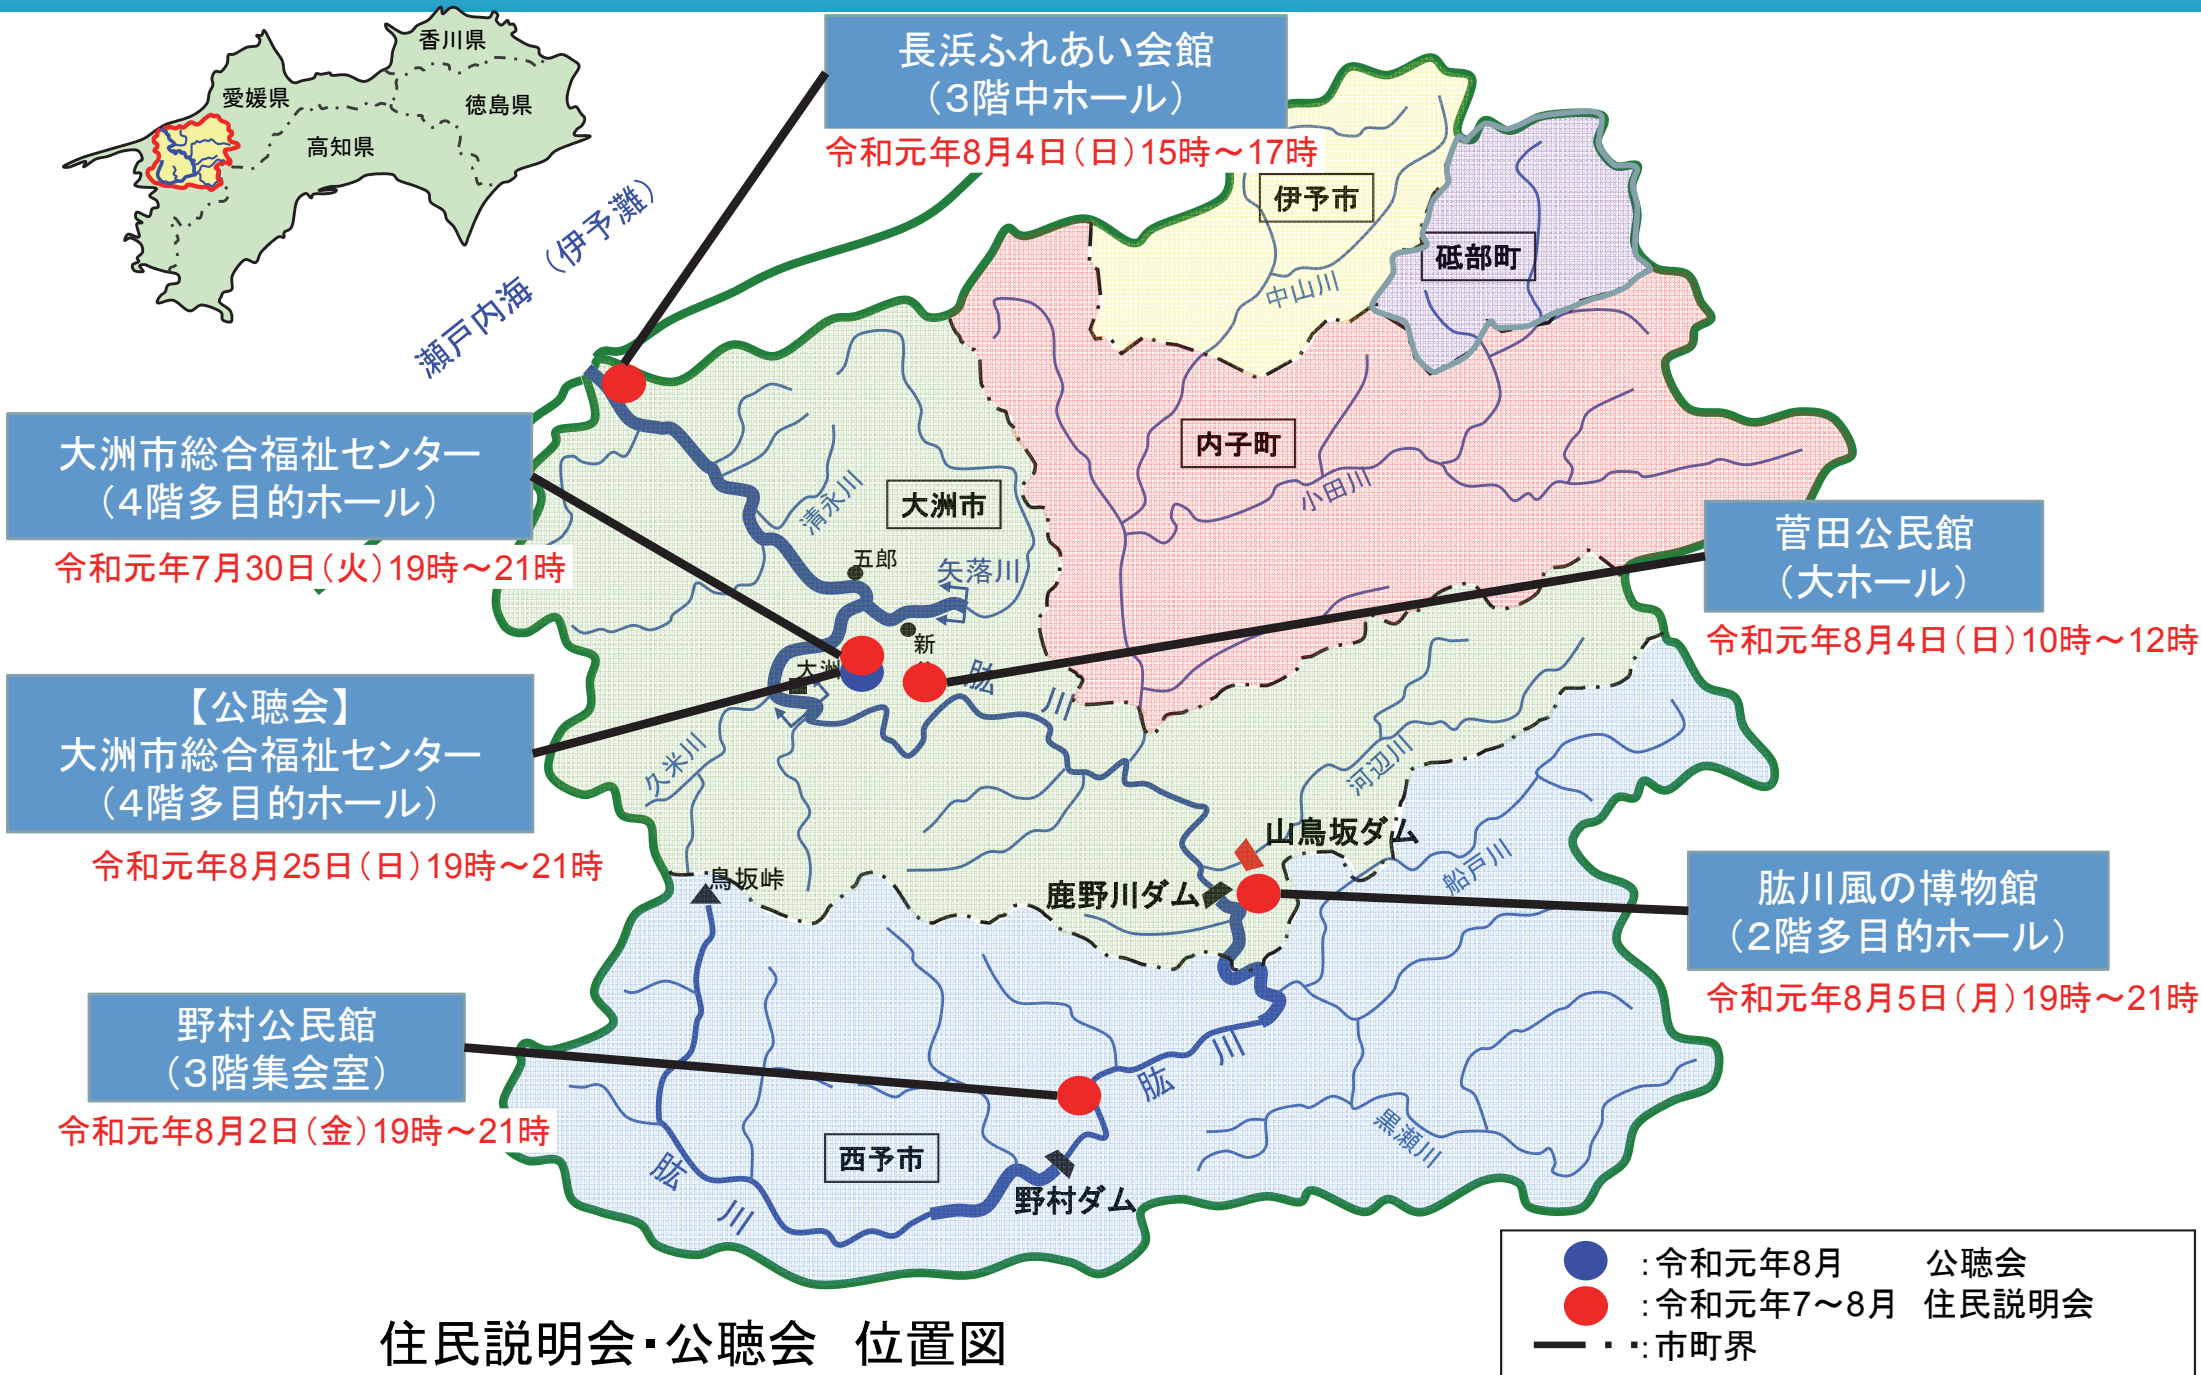 香川県
愛媛県
徳島県
高知県
瀬戸内海（伊予灘）
長浜ふれあい会館
（3階中ホール）
令和元年8月4日（日）15時～17時
伊予市
砥部町
中山川
内子町
小田川
大洲市総合福祉センター
（4階多目的ホール）
令和元年7月30日（火）19時～21時
清永川
大洲市
五郎
矢落川
新
大洲
肱川
菅田公民館
（大ホール）
令和元年8月4日（日）10時～12時
【公聴会】
大洲市総合福祉センター
（4階多目的ホール）
令和元年8月25日（日）19時～21時
久米川
河辺川
山鳥坂ダム
船戸川
鳥坂峠
鹿野川ダム
肱川風の博物館
（2階多目的ホール）
令和元年8月5日（月）19時～21時
野村公民館
（3階集会室）
令和元年8月2日（金）19時～21時
肱川
黒瀬川
西予市
肱川
野村ダム
：令和元年8月　公聴会
：令和元年7～8月　住民説明会
：市町界
住民説明会・公聴会　位置図